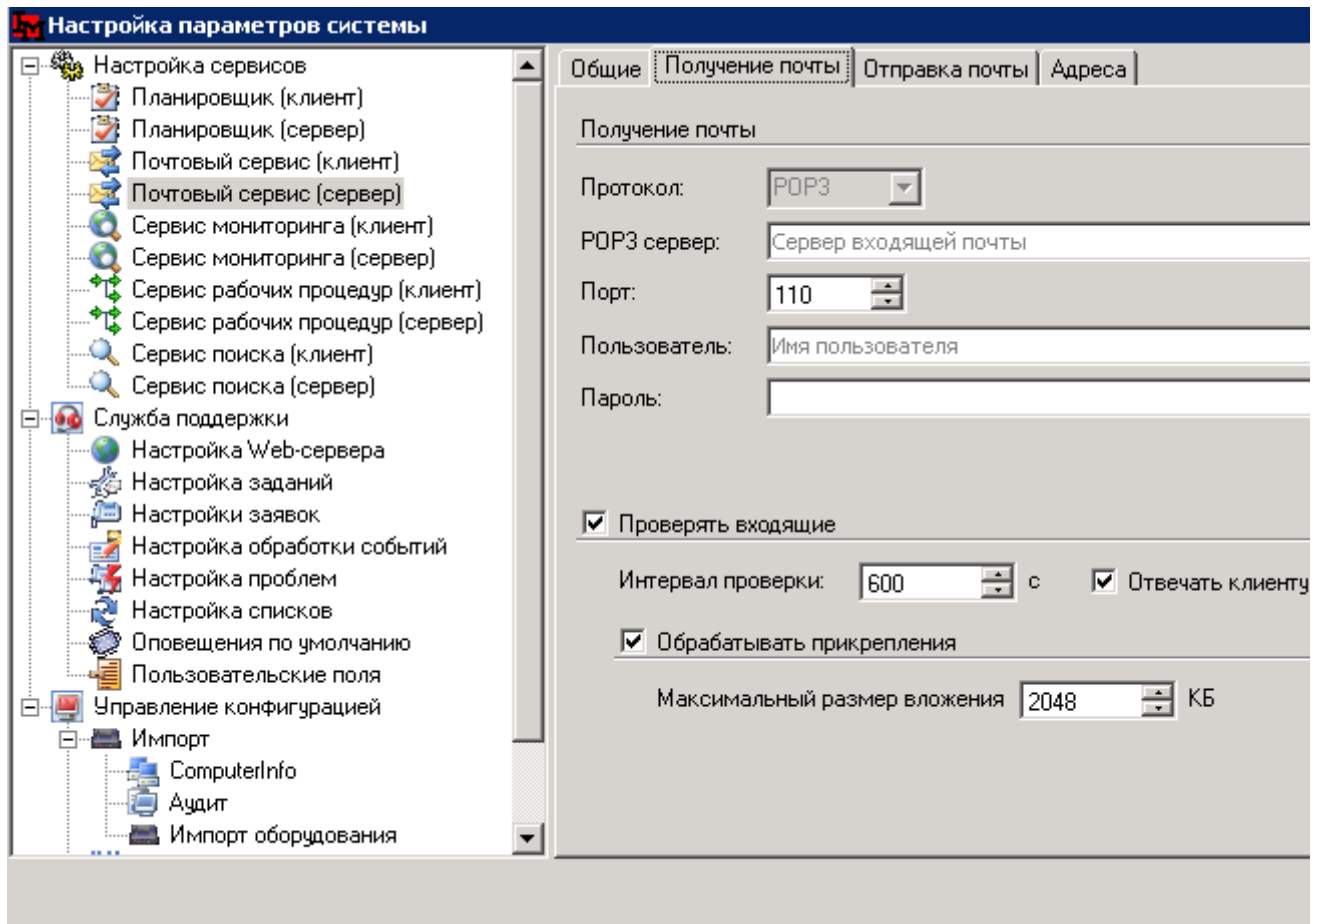 Настройка параметров системы
Настройка сервисов
Планировщик (клиент)
Планировщик (сервер)
Почтовый сервис (клиент)
Почтовый сервис (сервер)
Сервис мониторинга (клиент)
Сервис мониторинга (сервер)
Сервис рабочих процедур (клиент)
Сервис рабочих процедур (сервер)
Сервис поиска (клиент)
Сервис поиска (сервер)
Служба поддержки
Настройка Web-сервера
Настройка заданий
Настройки заявок
Настройка обработки событий
Настройка проблем
Настройка списков
Оповещения по умолчанию
Пользовательские поля
Управление конфигурацией
Импорт
ComputerInfo
Аудит
Импорт оборудования
Общие Получение почты Отправка почты Адреса
Получение почты
Протокол: POP3
POP3 сервер: Сервер входящей почты
Порт: 110
Пользователь: Имя пользователя
Пароль:
Проверять входящие
Интервал проверки: 600 с Отвечать клиенту
Обрабатывать прикрепления
Максимальный размер вложения 2048 КБ